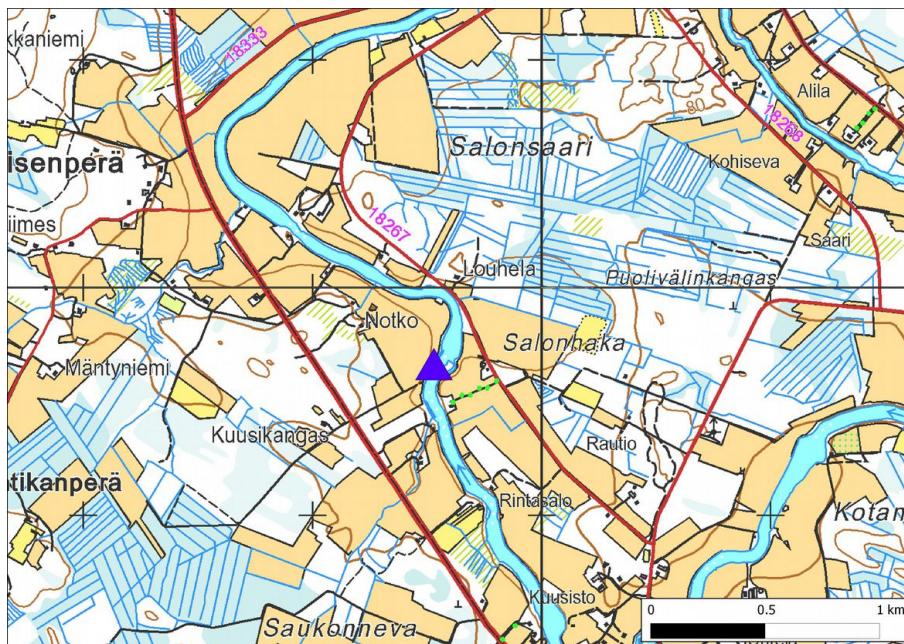 kkaniemi
18333
Alila
80
18268
Salonsaari
Kohiseva
isenperä
iimes
18267
Saari
Louhela
Puolivälinkangas
Notko
Salonhaka
Mäntyniemi
Kuusikangas
Rautio
tikanperä
Rintasalo
Kotam
Kuusisto
Saukonneva
0 0.5 1 km